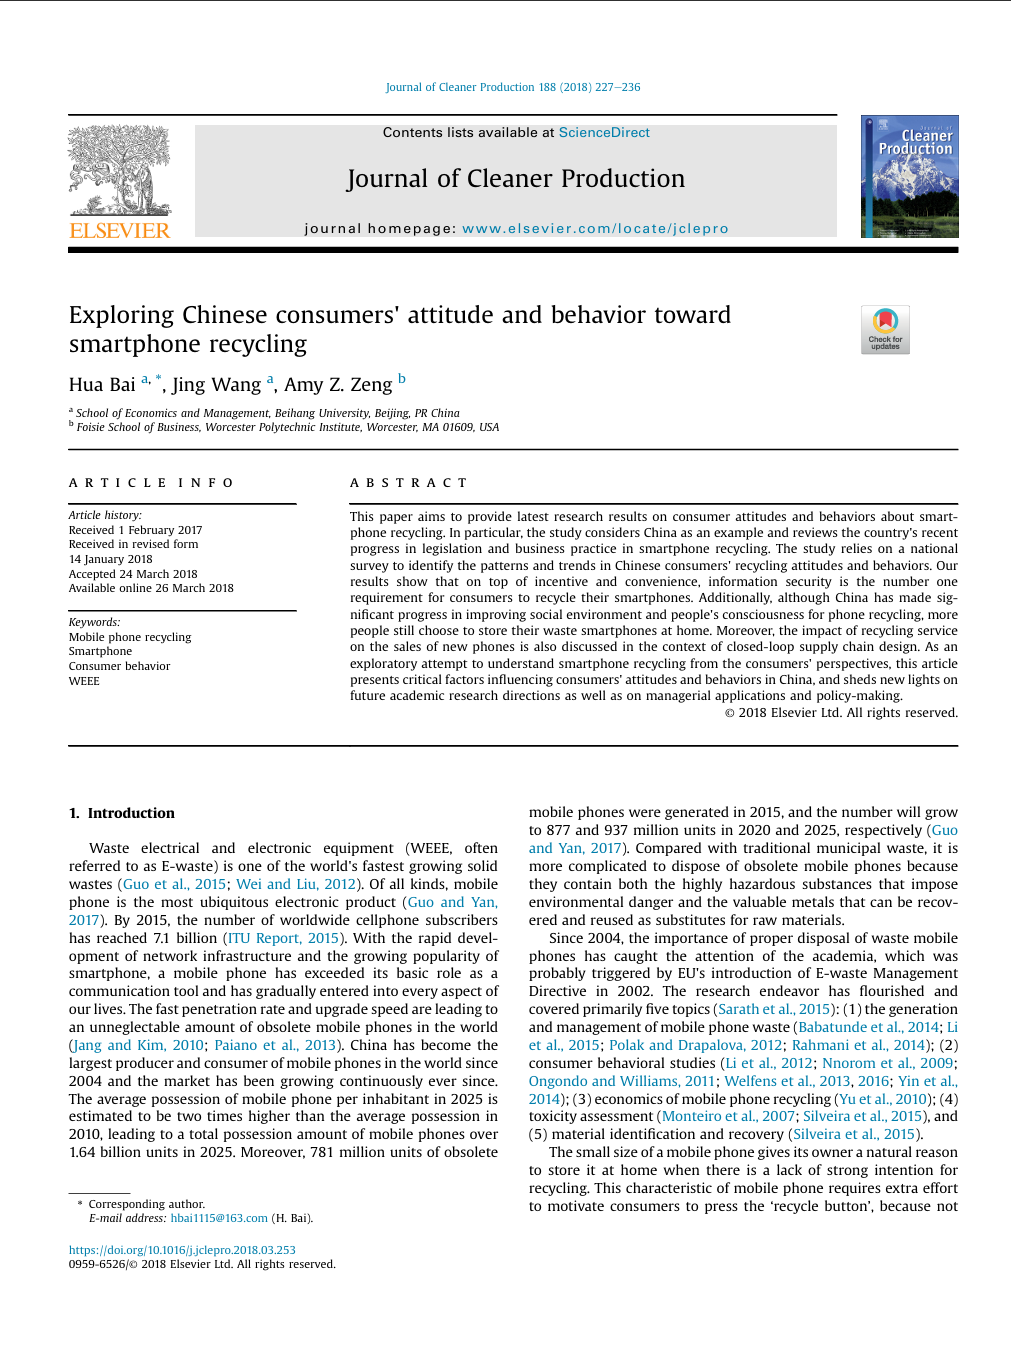 Journal of Cleaner Production 188 (2018) 227–236
Contents lists available at ScienceDirect
Journal of Cleaner Production
journal homepage: www.elsevier.com/locate/jclepro
ELSEVIER
Journal of
Cleaner
Production
Exploring Chinese consumers' attitude and behavior toward
smartphone recycling
Check for
updates
Hua Bai a, *, Jing Wang a, Amy Z. Zeng b
a School of Economics and Management, Beihang University, Beijing, PR China
b Foisie School of Business, Worcester Polytechnic Institute, Worcester, MA 01609, USA
ARTICLE INFO
Article history:
Received 1 February 2017
Received in revised form
14 January 2018
Accepted 24 March 2018
Available online 26 March 2018
Keywords:
Mobile phone recycling
Smartphone
Consumer behavior
WEEE
ABSTRACT
This paper aims to provide latest research results on consumer attitudes and behaviors about smart-
phone recycling. In particular, the study considers China as an example and reviews the country's recent
progress in legislation and business practice in smartphone recycling. The study relies on a national
survey to identify the patterns and trends in Chinese consumers' recycling attitudes and behaviors. Our
results show that on top of incentive and convenience, information security is the number one
requirement for consumers to recycle their smartphones. Additionally, although China has made sig-
nificant progress in improving social environment and people's consciousness for phone recycling, more
people still choose to store their waste smartphones at home. Moreover, the impact of recycling service
on the sales of new phones is also discussed in the context of closed-loop supply chain design. As an
exploratory attempt to understand smartphone recycling from the consumers' perspectives, this article
presents critical factors influencing consumers' attitudes and behaviors in China, and sheds new lights on
future academic research directions as well as on managerial applications and policy-making.
© 2018 Elsevier Ltd. All rights reserved.
1. Introduction
Waste electrical and electronic equipment (WEEE, often
referred to as E-waste) is one of the world's fastest growing solid
wastes (Guo et al., 2015; Wei and Liu, 2012). Of all kinds, mobile
phone is the most ubiquitous electronic product (Guo and Yan,
2017). By 2015, the number of worldwide cellphone subscribers
has reached 7.1 billion (ITU Report, 2015). With the rapid devel-
opment of network infrastructure and the growing popularity of
smartphone, a mobile phone has exceeded its basic role as a
communication tool and has gradually entered into every aspect of
our lives. The fast penetration rate and upgrade speed are leading to
an unneglectable amount of obsolete mobile phones in the world
(Jang and Kim, 2010; Paiano et al., 2013). China has become the
largest producer and consumer of mobile phones in the world since
2004 and the market has been growing continuously ever since.
The average possession of mobile phone per inhabitant in 2025 is
estimated to be two times higher than the average possession in
2010, leading to a total possession amount of mobile phones over
1.64 billion units in 2025. Moreover, 781 million units of obsolete
mobile phones were generated in 2015, and the number will grow
to 877 and 937 million units in 2020 and 2025, respectively (Guo
and Yan, 2017). Compared with traditional municipal waste, it is
more complicated to dispose of obsolete mobile phones because
they contain both the highly hazardous substances that impose
environmental danger and the valuable metals that can be recov-
ered and reused as substitutes for raw materials.
Since 2004, the importance of proper disposal of waste mobile
phones has caught the attention of the academia, which was
probably triggered by EU's introduction of E-waste Management
Directive in 2002. The research endeavor has flourished and
covered primarily five topics (Sarath et al., 2015): (1) the generation
and management of mobile phone waste (Babatunde et al., 2014; Li
et al., 2015; Polak and Drapalova, 2012; Rahmani et al., 2014); (2)
consumer behavioral studies (Li et al., 2012; Nnorom et al., 2009;
Ongondo and Williams, 2011; Welfens et al., 2013, 2016; Yin et al.,
2014); (3) economics of mobile phone recycling (Yu et al., 2010); (4)
toxicity assessment (Monteiro et al., 2007; Silveira et al., 2015), and
(5) material identification and recovery (Silveira et al., 2015).
The small size of a mobile phone gives its owner a natural reason
to store it at home when there is a lack of strong intention for
recycling. This characteristic of mobile phone requires extra effort
to motivate consumers to press the ‘recycle button’, because not
* Corresponding author.
E-mail address: hbai1115@163.com (H. Bai).
https://doi.org/10.1016/j.jclepro.2018.03.253
0959-6526/© 2018 Elsevier Ltd. All rights reserved.